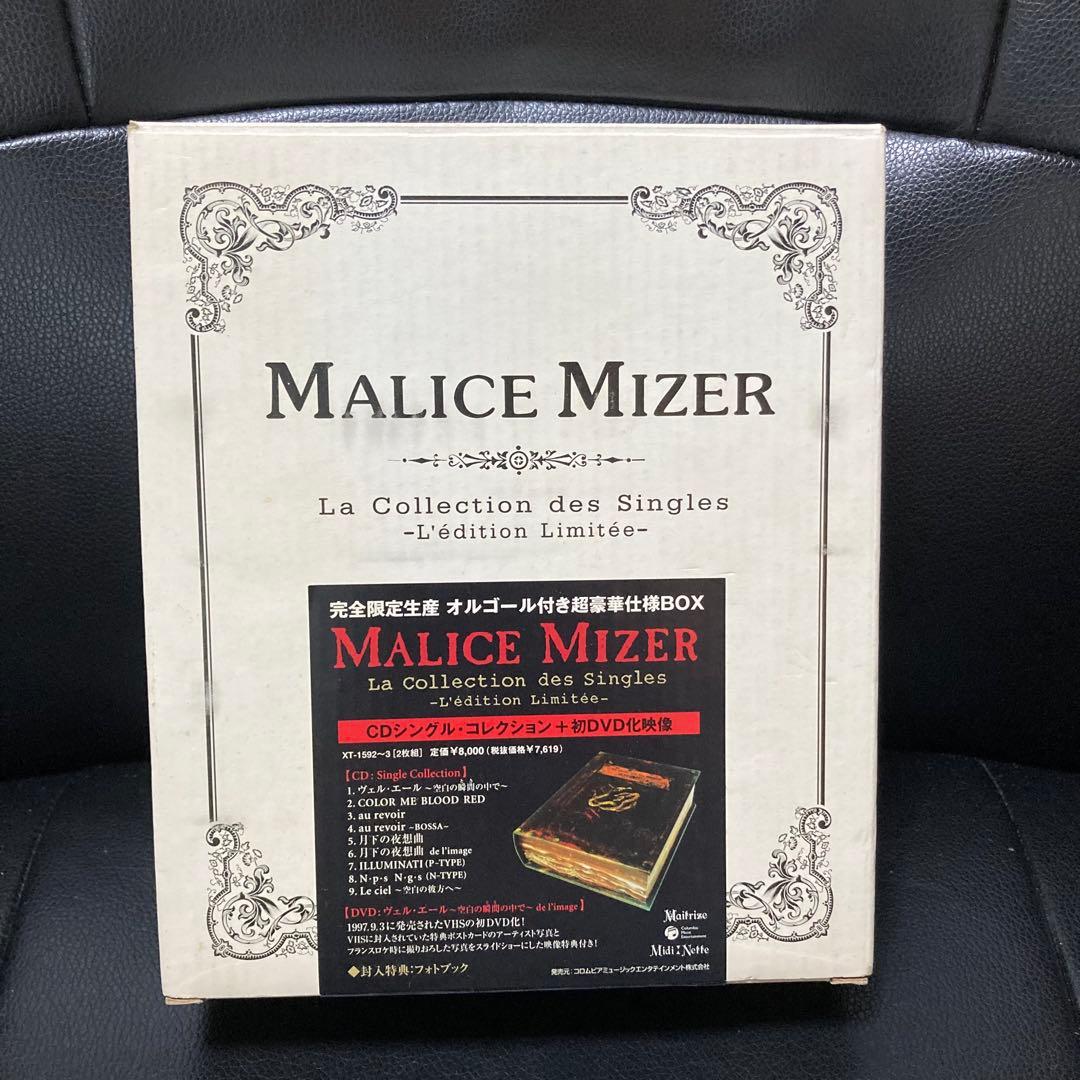 MALICE MIZER
La Collection des Singles
-L'édition Limitée-
完全限定生産 オルゴール付き超豪華仕様BOX
MALICE MIZER
La Collection des Singles
-L'édition Limitée-
CDシングル・コレクション+初DVD化映像
XT-1592~3[2枚組] 定価¥8,000(税抜価格¥7,619)
【CD:Single Collection】
1. ヴェル・エール ~空白の瞬間の中で~
2. COLOR ME BLOOD RED
3. au revoir
4. au revoir ~BOSSA~
5. 月下の夜想曲
6. 月下の夜想曲 de l'image
7. ILLUMINATI (P-TYPE)
8. N・p・s N・g・s (N-TYPE)
9. Le ciel ~空白の彼方へ~
【DVD:ヴェル・エール~空白の瞬間の中で~ de l'image】
1997.9.3に発売されたVHSの初DVD化!
VHSに封入されていた特典ポストカードのアーティスト写真と
フランスロケ時に撮りおろした写真をスライドショーにした映像特典付き!
◆封入特典:フォトブック
Maitrize
Columbia
Music
Entertainment
Midi:Nette
発売元:コロムビアミュージックエンタテインメント株式会社